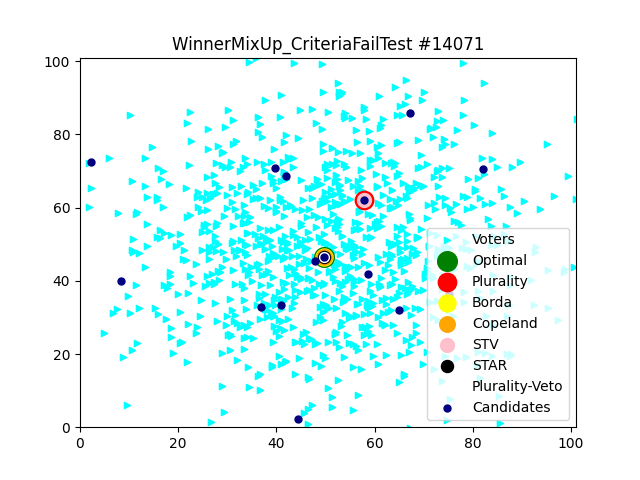 WinnerMixUp_CriteriaFailTest #14071
100
80
60
40
20
0
0 20 40 60 80 100
Voters
Optimal
Plurality
Borda
Copeland
STV
STAR
Plurality-Veto
Candidates